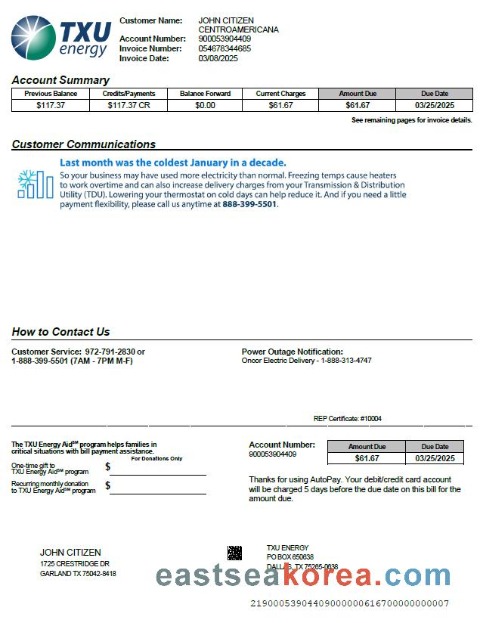 TXU
energy
Customer Name: JOHN CITIZEN
CENTROAMERICANA
Account Number: 900053904409
Invoice Number: 054678344685
Invoice Date: 03/08/2025
Account Summary
Previous Balance Credits/Payments Balance Forward Current Charges Amount Due Due Date
$117.37 $117.37 CR $0.00 $61.67 $61.67 03/25/2025
See remaining pages for invoice details.
Customer Communications
Last month was the coldest January in a decade.
So your business may have used more electricity than normal. Freezing temps cause heaters
to work overtime and can also increase delivery charges from your Transmission & Distribution
Utility (TDU). Lowering your thermostat on cold days can help reduce it. And if you need a little
payment flexibility, please call us anytime at 888-399-5501.
How to Contact Us
Customer Service: 972-791-2830 or
1-888-399-5501 (7AM - 7PM M-F)
Power Outage Notification:
Oncor Electric Delivery - 1-888-313-4747
REP Certificate: #10004
The TXU Energy Aid℠ program helps families in
critical situations with bill payment assistance.
For Donations Only
One-time gift to
TXU Energy Aid℠ program $
Recurring monthly donation
to TXU Energy Aid℠ program $
Account Number:
900053904409
Amount Due Due Date
$61.67 03/25/2025
Thanks for using AutoPay. Your debit/credit card account
will be charged 5 days before the due date on this bill for the
amount due.
JOHN CITIZEN
1725 CRESTRIDGE DR
GARLAND TX 75042-8418
TXU ENERGY
PO BOX 650638
DALLAS, TX 75265-0638
eastseakorea.com
219000539044090000006167000000000007